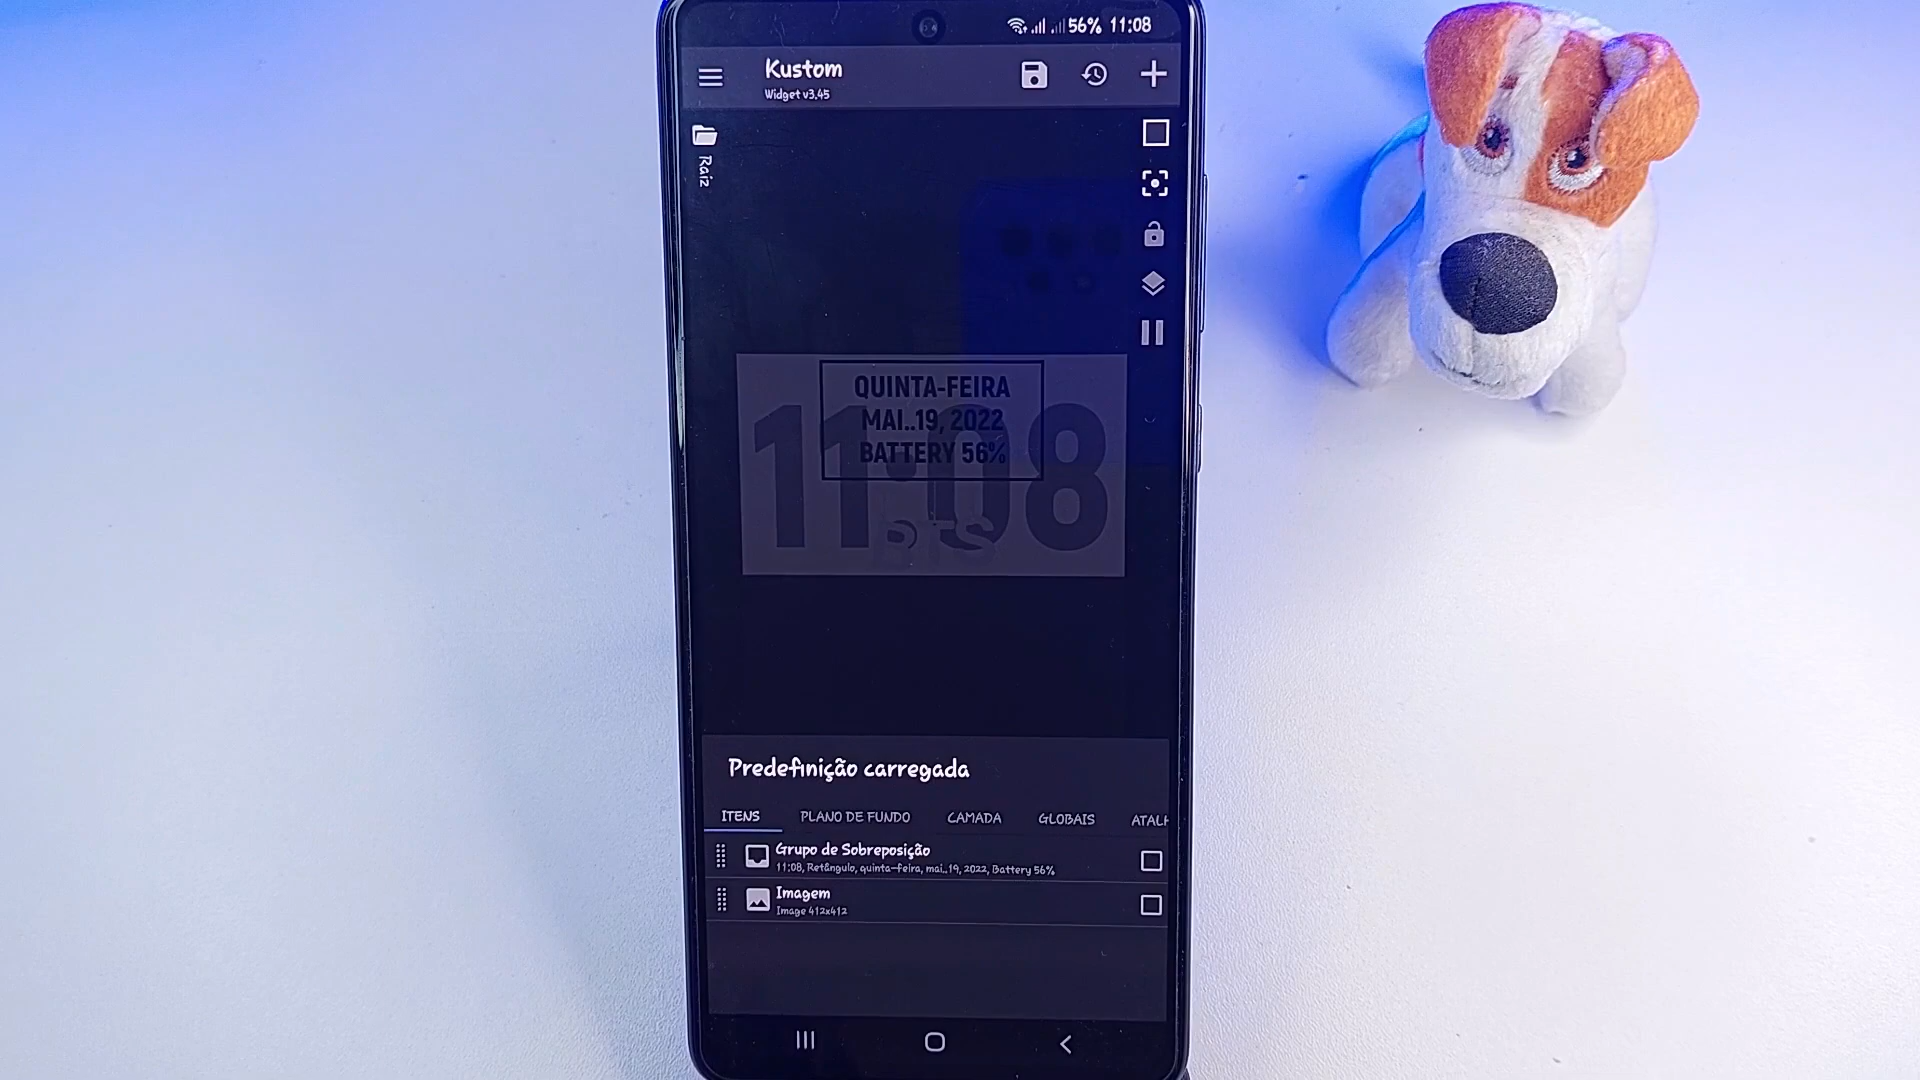 56% 11:08
Kustom
Widget v3.45
Raiz
QUINTA-FEIRA
MAI..19, 2022
BATTERY 56%
11:08
BTS
Predefinição carregada
ITENS PLANO DE FUNDO CAMADA GLOBAIS ATALH
Grupo de Sobreposição
11:08, Retângulo, quinta-feira, mai..19, 2022, Battery 56%
Imagem
Image 412x412